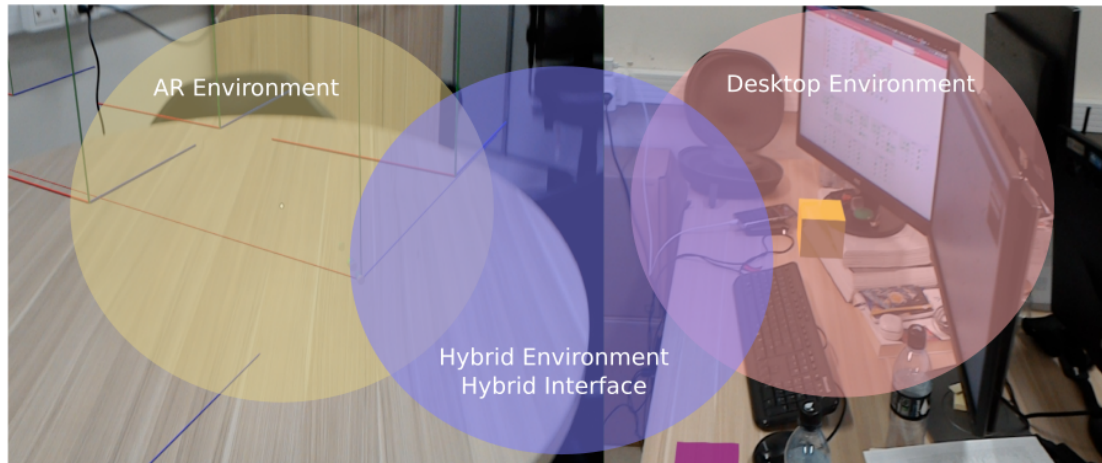 AR Environment
Desktop Environment
Hybrid Environment
Hybrid Interface